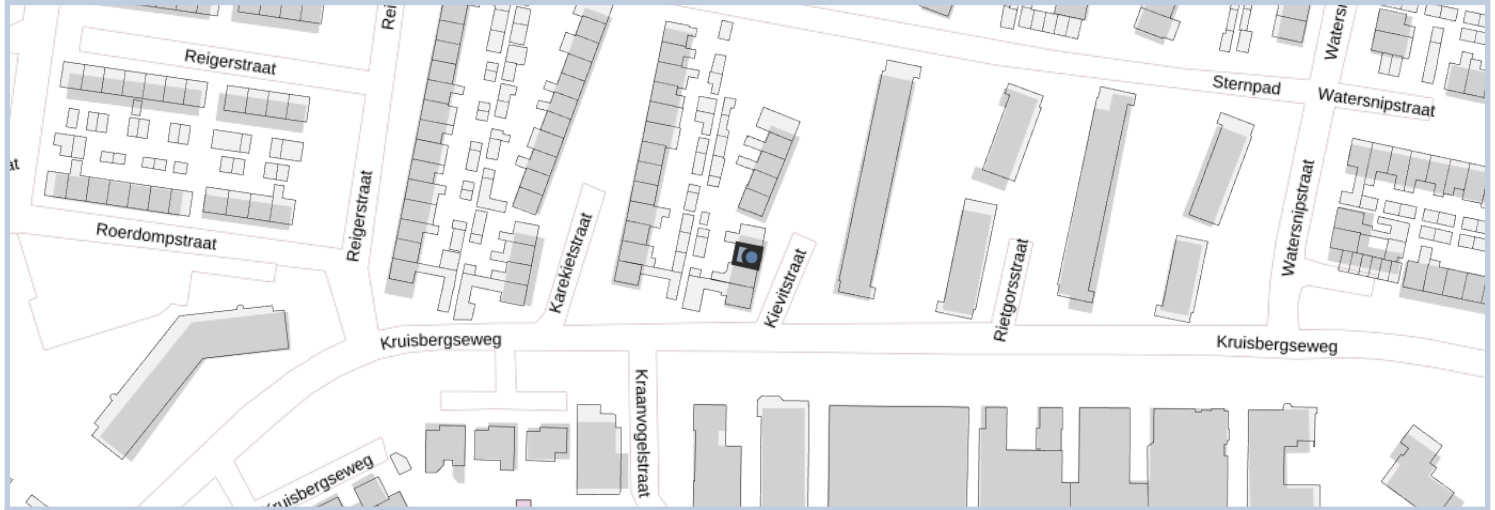 Reigerstraat
Sternpad
Watersnipstraat
Reigerstraat
Watersnipstraat
Roerdompstraat
Karekietstraat
Kievitstraat
Rietgorsstraat
Kruisbergseweg
Kruisbergseweg
Kraanvogelstraat
Kruisbergseweg